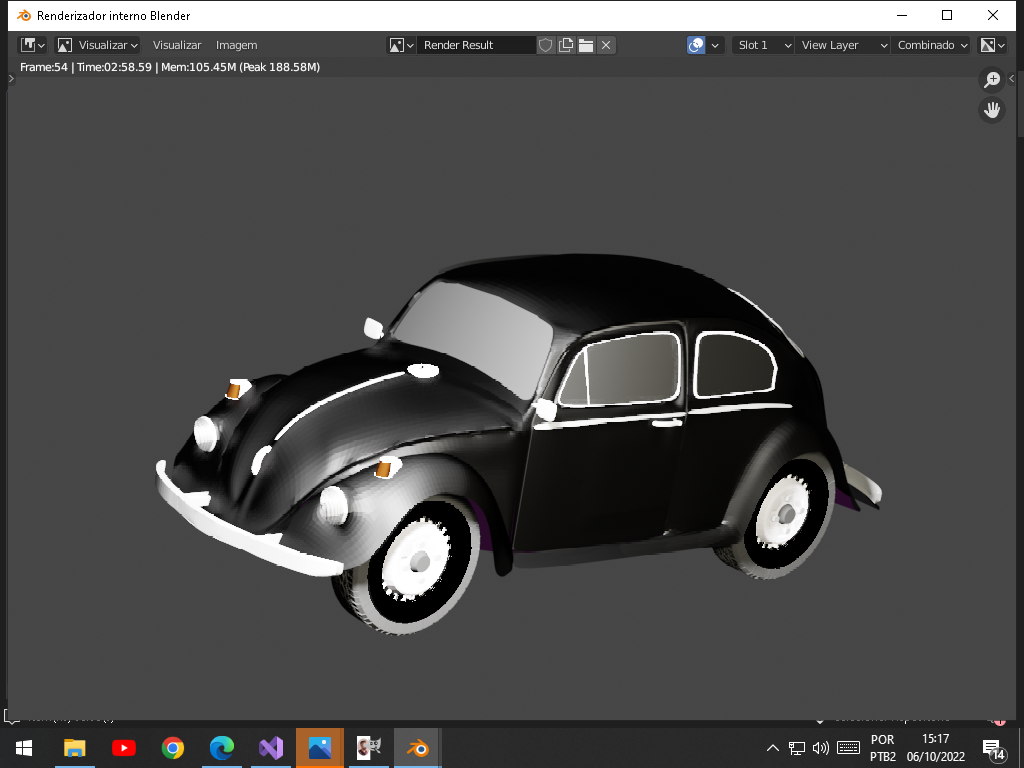 Renderizador interno Blender
Visualizar Visualizar Imagem Render Result Slot 1 View Layer Combinado
Frame:54 | Time:02:58.59 | Mem:105.45M (Peak 188.58M)
POR 15:17
PTB2 06/10/2022
14